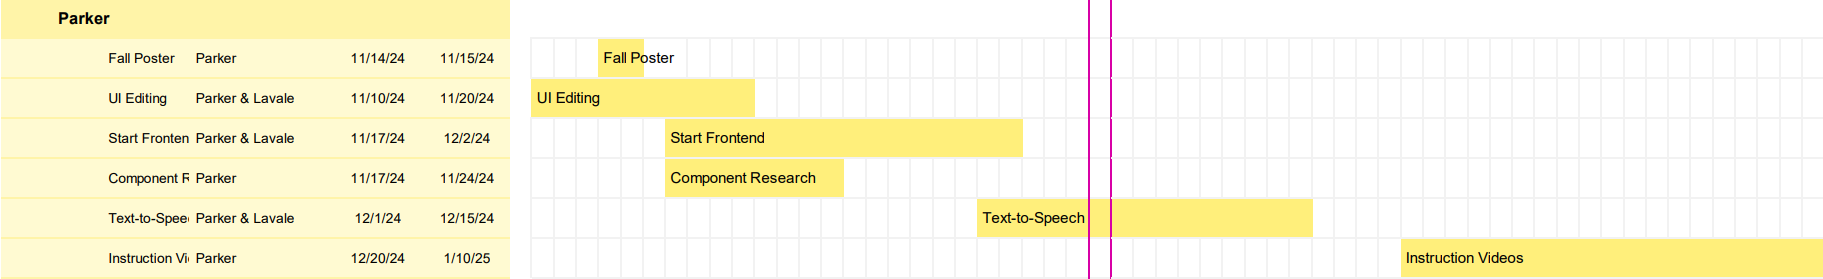 Parker
Fall Poster Parker 11/14/24 11/15/24 Fall Poster
UI Editing Parker & Lavale 11/10/24 11/20/24 UI Editing
Start Fronten Parker & Lavale 11/17/24 12/2/24 Start Frontend
Component R Parker 11/17/24 11/24/24 Component Research
Text-to-Spee Parker & Lavale 12/1/24 12/15/24 Text-to-Speech
Instruction Vi Parker 12/20/24 1/10/25 Instruction Videos